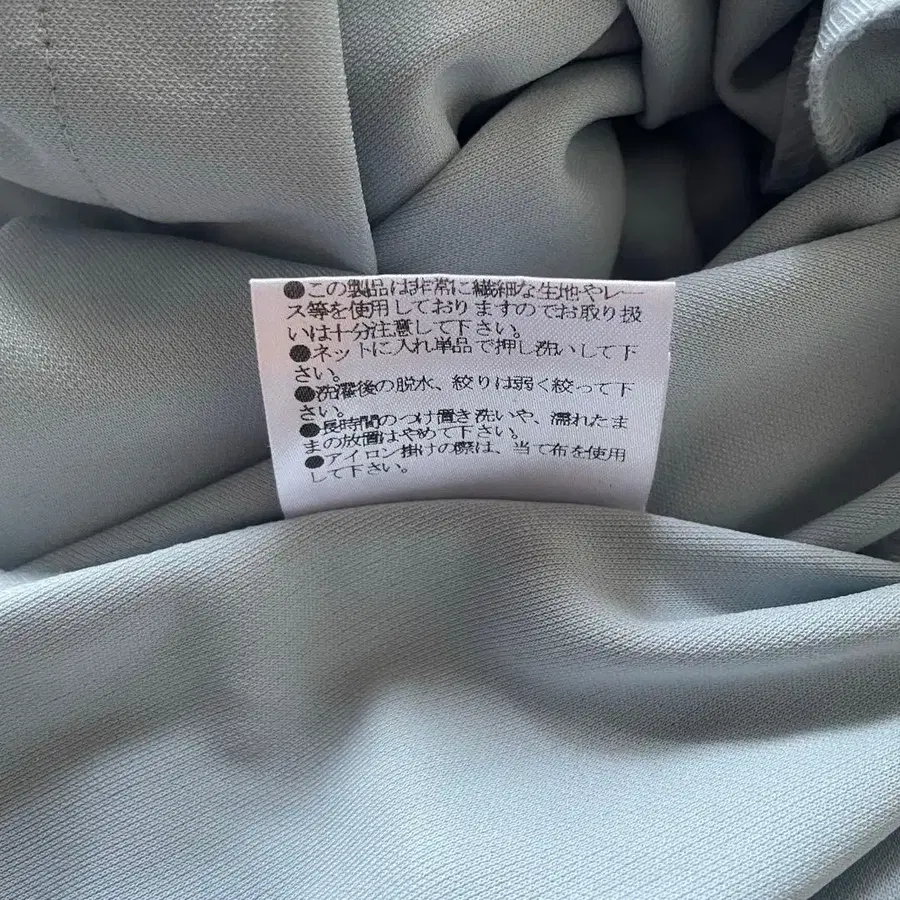 ●この製品は非常に繊細な生地やレー
ス等を使用しておりますのでお取り扱
いは十分注意して下さい。
●ネットに入れ単品で押し洗いして下
さい。
●洗濯後の脱水、絞りは弱く絞って下
さい。
●長時間のつけ置き洗いや、濡れたま
まの放置はやめて下さい。
●アイロン掛けの際は、当て布を使用
して下さい。